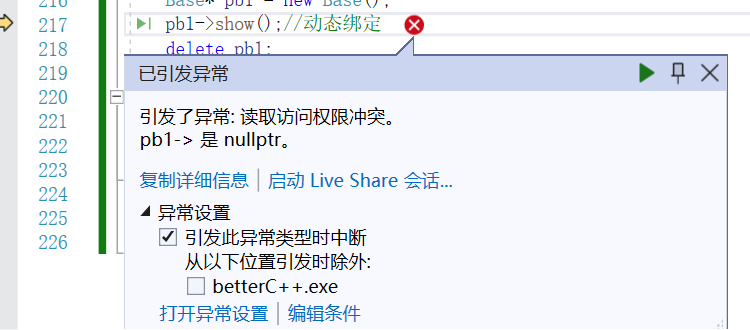 216 Base* pb1 = new Base();
217 pb1->show();//动态绑定
218 delete pb1;
219 已引发异常
220
221 引发了异常: 读取访问权限冲突。
222 pb1-> 是 nullptr。
223 复制详细信息 | 启动 Live Share 会话...
224 异常设置
225 引发此异常类型时中断
226 从以下位置引发时除外:
betterC++.exe
打开异常设置 | 编辑条件